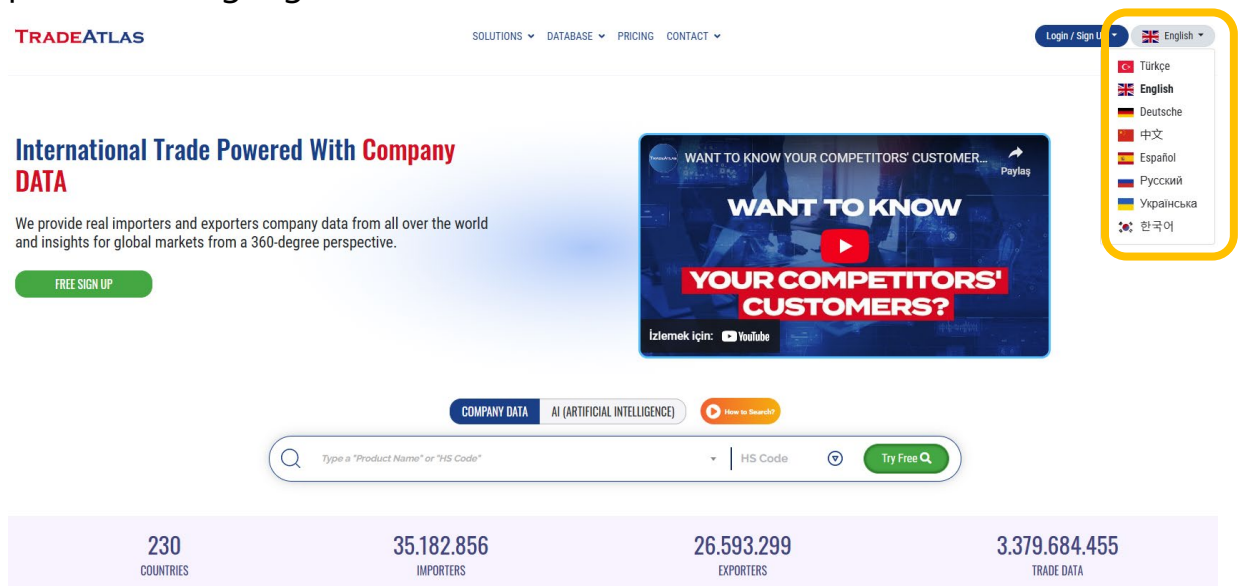 TRADEATLAS
SOLUTIONS DATABASE PRICING CONTACT
Login / Sign U
English
Türkçe
English
Deutsche
中文
Español
Русский
Українська
한국어
International Trade Powered With Company
DATA
We provide real importers and exporters company data from all over the world
and insights for global markets from a 360-degree perspective.
FREE SIGN UP
WANT TO KNOW YOUR COMPETITORS' CUSTOMER...
Paylaş
WANT TO KNOW
YOUR COMPETITORS'
CUSTOMERS?
İzlemek için: YouTube
COMPANY DATA AI (ARTIFICIAL INTELLIGENCE) How to Search?
Type a "Product Name" or "HS Code" HS Code Try Free
230 35.182.856 26.593.299 3.379.684.455
COUNTRIES IMPORTERS EXPORTERS TRADE DATA